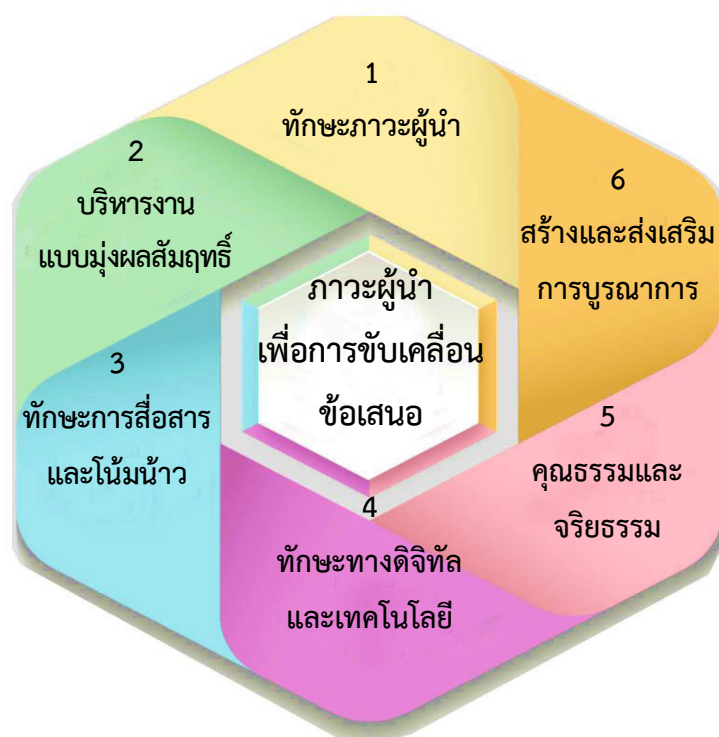 1
ทักษะภาวะผู้นำ
2
บริหารงาน
แบบมุ่งผลสัมฤทธิ์
3
ทักษะการสื่อสาร
และโน้มน้าว
4
ทักษะทางดิจิทัล
และเทคโนโลยี
5
คุณธรรมและ
จริยธรรม
6
สร้างและส่งเสริม
การบูรณาการ
ภาวะผู้นำ
เพื่อการขับเคลื่อน
ข้อเสนอ